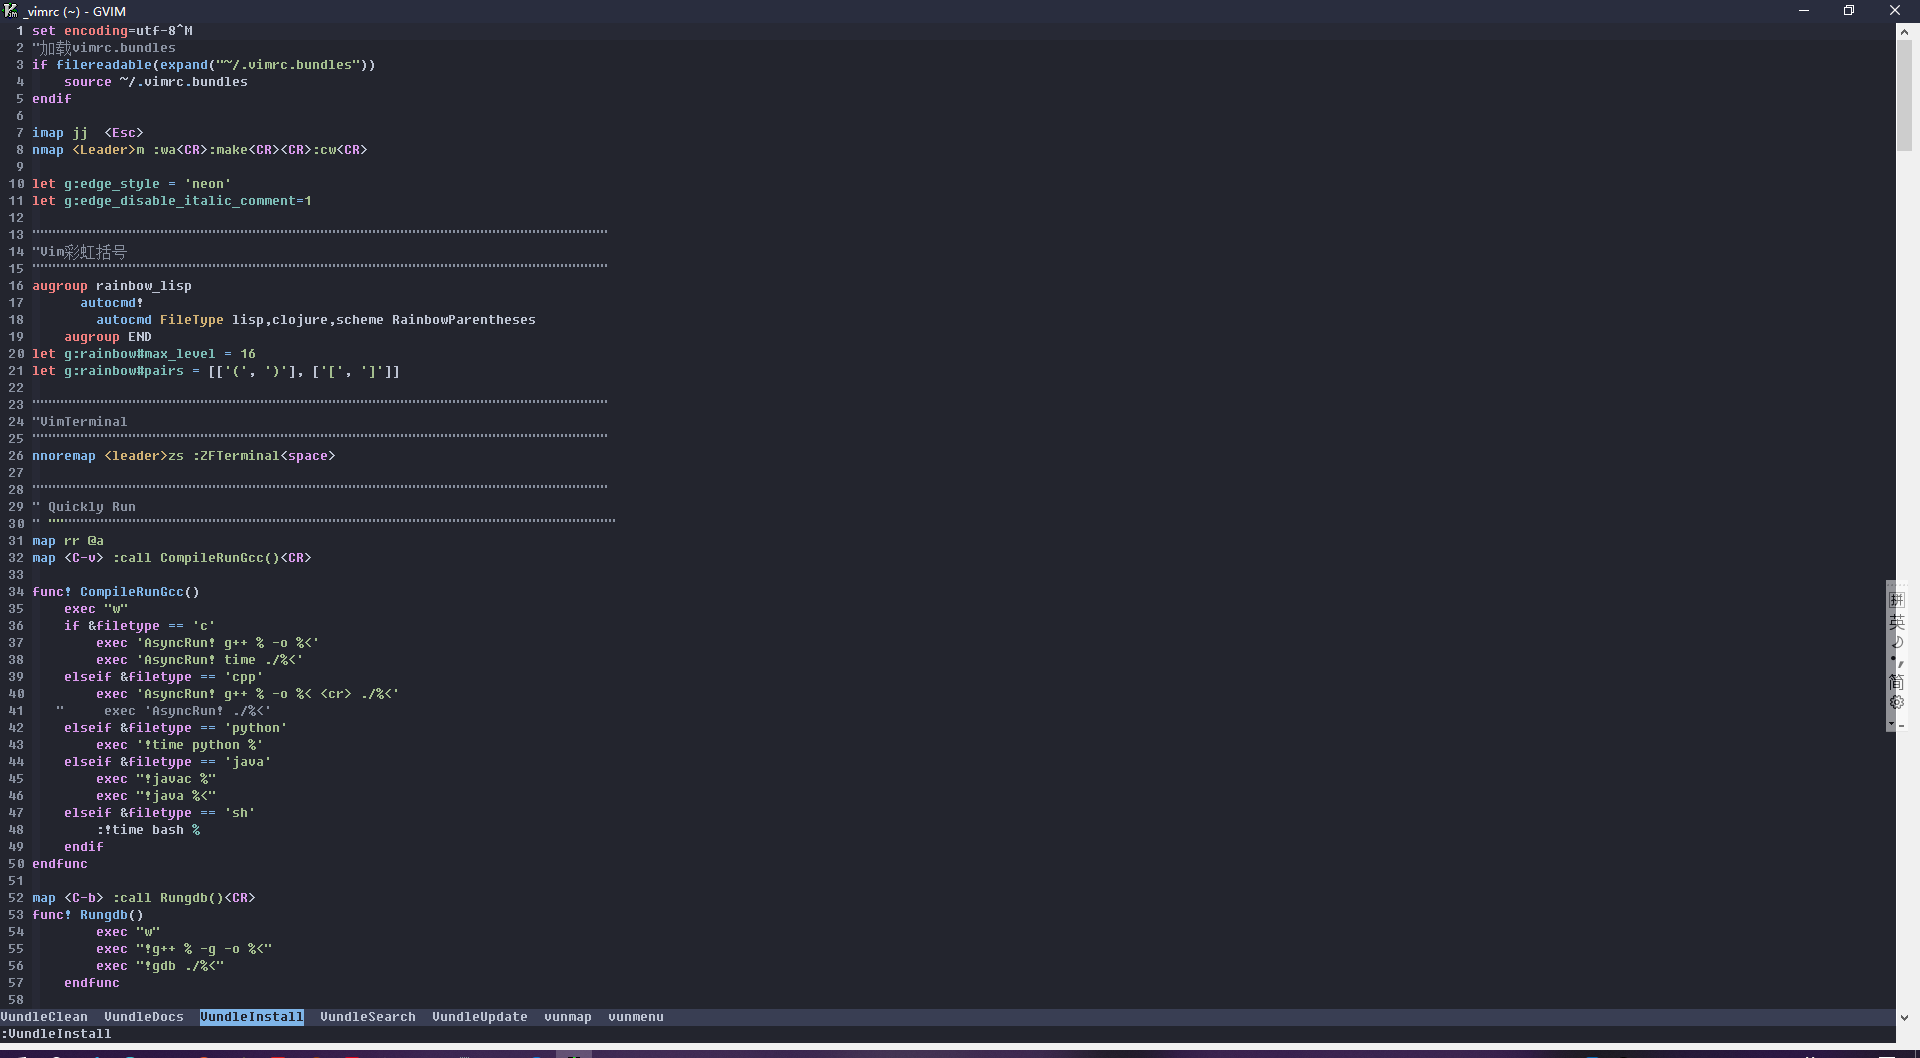 _vimrc (~) - GVIM
1 set encoding=utf-8^M
2 "加载vimrc.bundles
3 if filereadable(expand("~/.vimrc.bundles"))
4     source ~/.vimrc.bundles
5 endif
6
7 imap jj  <Esc>
8 nmap <Leader>m :wa<CR>:make<CR><CR>:cw<CR>
9
10 let g:edge_style = 'neon'
11 let g:edge_disable_italic_comment=1
12
13
14 "Vim彩虹括号
15
16 augroup rainbow_lisp
17       autocmd!
18         autocmd FileType lisp,clojure,scheme RainbowParentheses
19     augroup END
20 let g:rainbow#max_level = 16
21 let g:rainbow#pairs = [['(', ')'], ['[', ']']]
22
23
24 "VimTerminal
25
26 nnoremap <leader>zs :ZFTerminal<space>
27
28
29 " Quickly Run
30
31 map rr @a
32 map <C-v> :call CompileRunGcc()<CR>
33
34 func! CompileRunGcc()
35     exec "w"
36     if &filetype == 'c'
37         exec 'AsyncRun! g++ % -o %<'
38         exec 'AsyncRun! time ./%<'
39     elseif &filetype == 'cpp'
40         exec 'AsyncRun! g++ % -o %< <cr> ./%<'
41    "     exec 'AsyncRun! ./%<'
42     elseif &filetype == 'python'
43         exec '!time python %'
44     elseif &filetype == 'java'
45         exec "!javac %"
46         exec "!java %<"
47     elseif &filetype == 'sh'
48         :!time bash %
49     endif
50 endfunc
51
52 map <C-b> :call Rungdb()<CR>
53 func! Rungdb()
54         exec "w"
55         exec "!g++ % -g -o %<"
56         exec "!gdb ./%<"
57     endfunc
58
VundleClean  VundleDocs  VundleInstall  VundleSearch  VundleUpdate  vunmap  vunmenu
:VundleInstall
拼
英
简